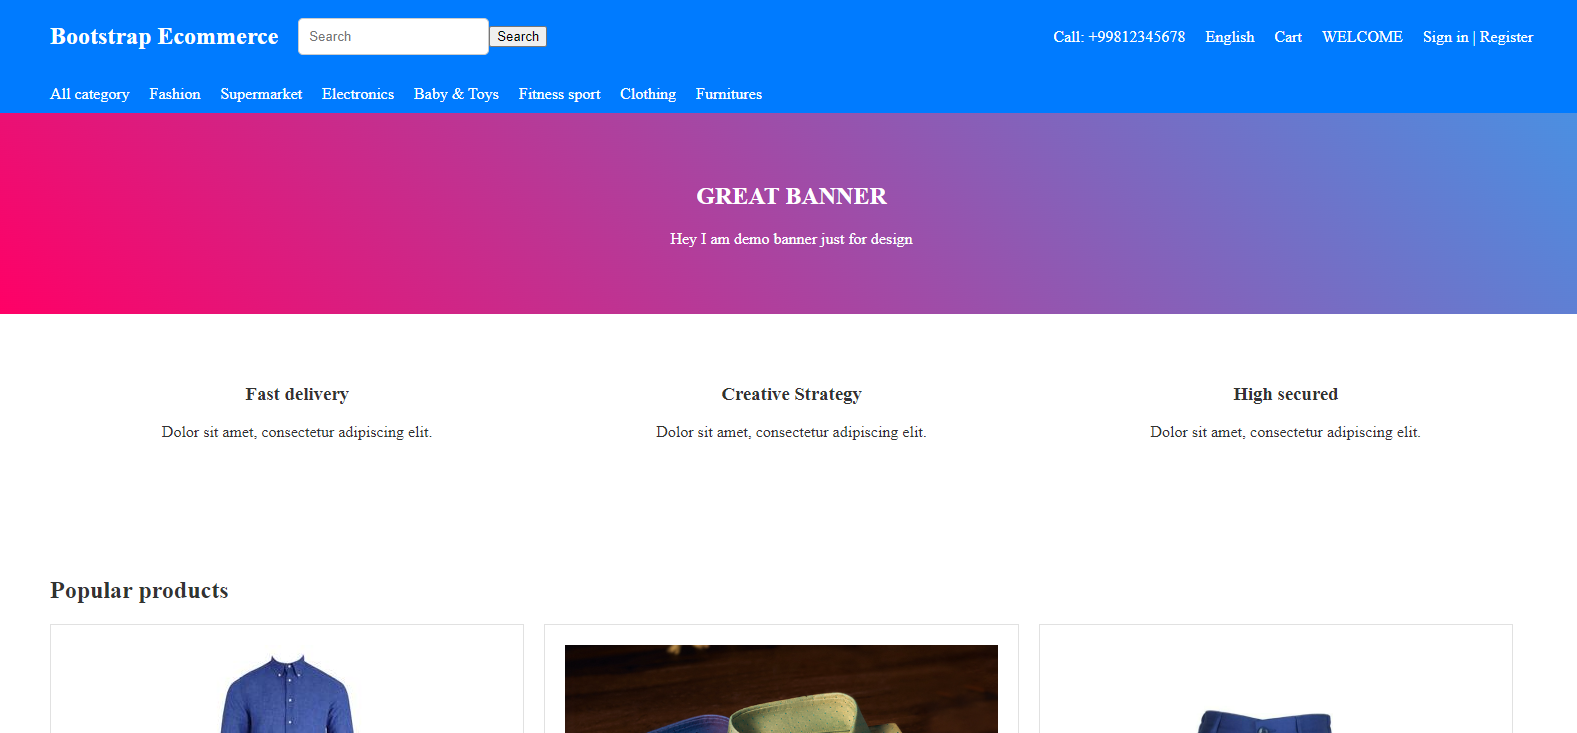 Bootstrap Ecommerce Search Search Call: +99812345678 English Cart WELCOME Sign in | Register
All category Fashion Supermarket Electronics Baby & Toys Fitness sport Clothing Furnitures
GREAT BANNER
Hey I am demo banner just for design
Fast delivery Creative Strategy High secured
Dolor sit amet, consectetur adipiscing elit. Dolor sit amet, consectetur adipiscing elit. Dolor sit amet, consectetur adipiscing elit.
Popular products